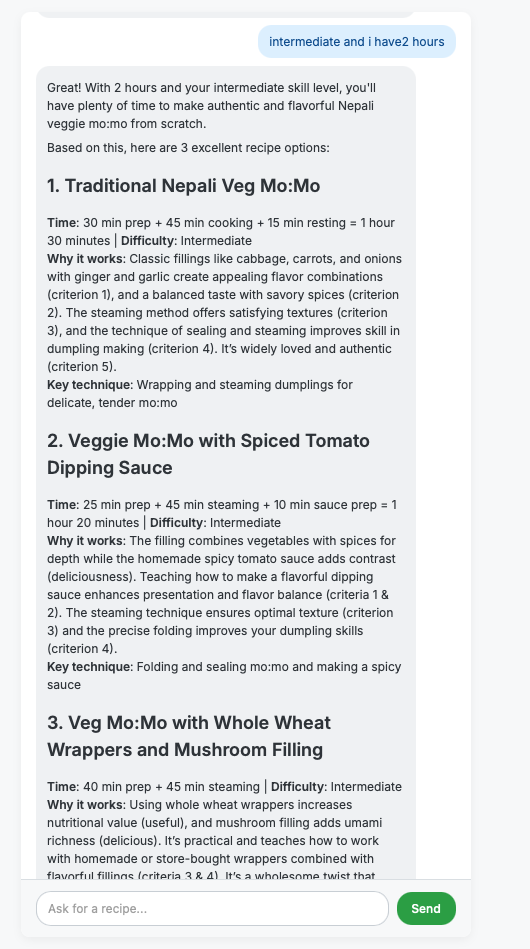 intermediate and i have2 hours
Great! With 2 hours and your intermediate skill level, you'll
have plenty of time to make authentic and flavorful Nepali
veggie mo:mo from scratch.
Based on this, here are 3 excellent recipe options:
1. Traditional Nepali Veg Mo:Mo
Time: 30 min prep + 45 min cooking + 15 min resting = 1 hour
30 minutes | Difficulty: Intermediate
Why it works: Classic fillings like cabbage, carrots, and onions
with ginger and garlic create appealing flavor combinations
(criterion 1), and a balanced taste with savory spices (criterion
2). The steaming method offers satisfying textures (criterion
3), and the technique of sealing and steaming improves skill in
dumpling making (criterion 4). It's widely loved and authentic
(criterion 5).
Key technique: Wrapping and steaming dumplings for
delicate, tender mo:mo
2. Veggie Mo:Mo with Spiced Tomato
Dipping Sauce
Time: 25 min prep + 45 min steaming + 10 min sauce prep = 1
hour 20 minutes | Difficulty: Intermediate
Why it works: The filling combines vegetables with spices for
depth while the homemade spicy tomato sauce adds contrast
(deliciousness). Teaching how to make a flavorful dipping
sauce enhances presentation and flavor balance (criteria 1 &
2). The steaming technique ensures optimal texture (criterion
3) and the precise folding improves your dumpling skills
(criterion 4).
Key technique: Folding and sealing mo:mo and making a spicy
sauce
3. Veg Mo:Mo with Whole Wheat
Wrappers and Mushroom Filling
Time: 40 min prep + 45 min steaming | Difficulty: Intermediate
Why it works: Using whole wheat wrappers increases
nutritional value (useful), and mushroom filling adds umami
richness (delicious). It's practical and teaches how to work
with homemade or store-bought wrappers combined with
flavorful fillings (criteria 3 & 4). It's a wholesome twist that
Ask for a recipe...
Send